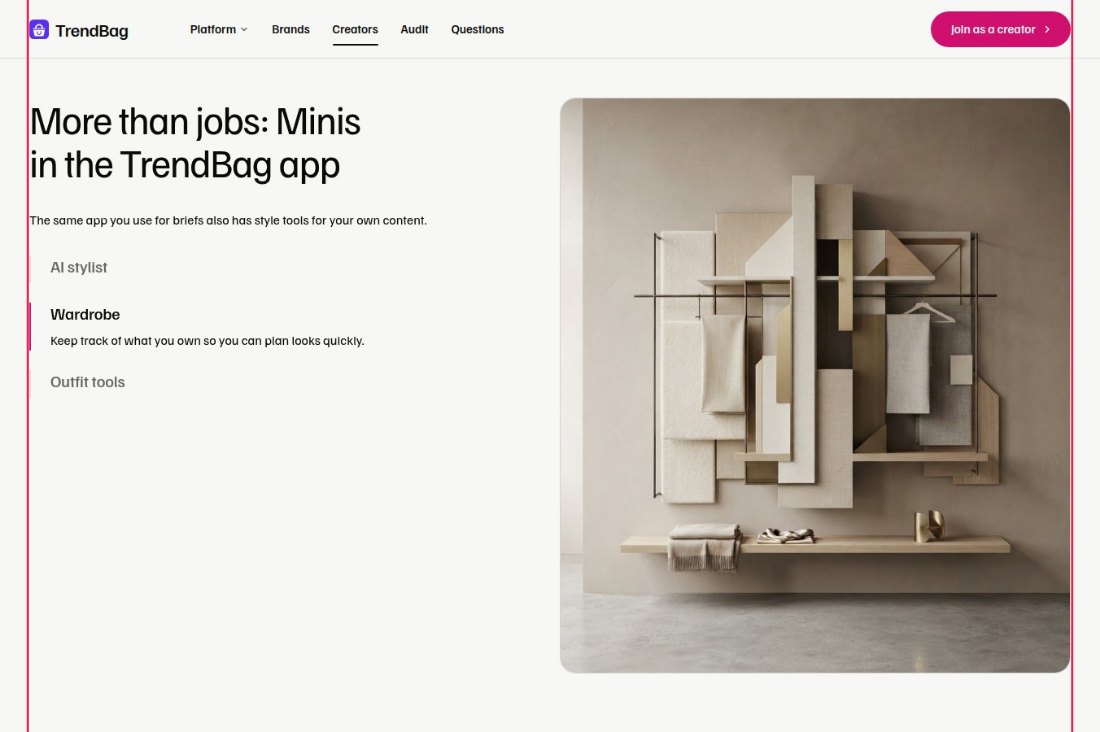 TrendBag
Platform
Brands
Creators
Audit
Questions
Join as a creator
More than jobs: Minis
in the TrendBag app
The same app you use for briefs also has style tools for your own content.
AI stylist
Wardrobe
Keep track of what you own so you can plan looks quickly.
Outfit tools